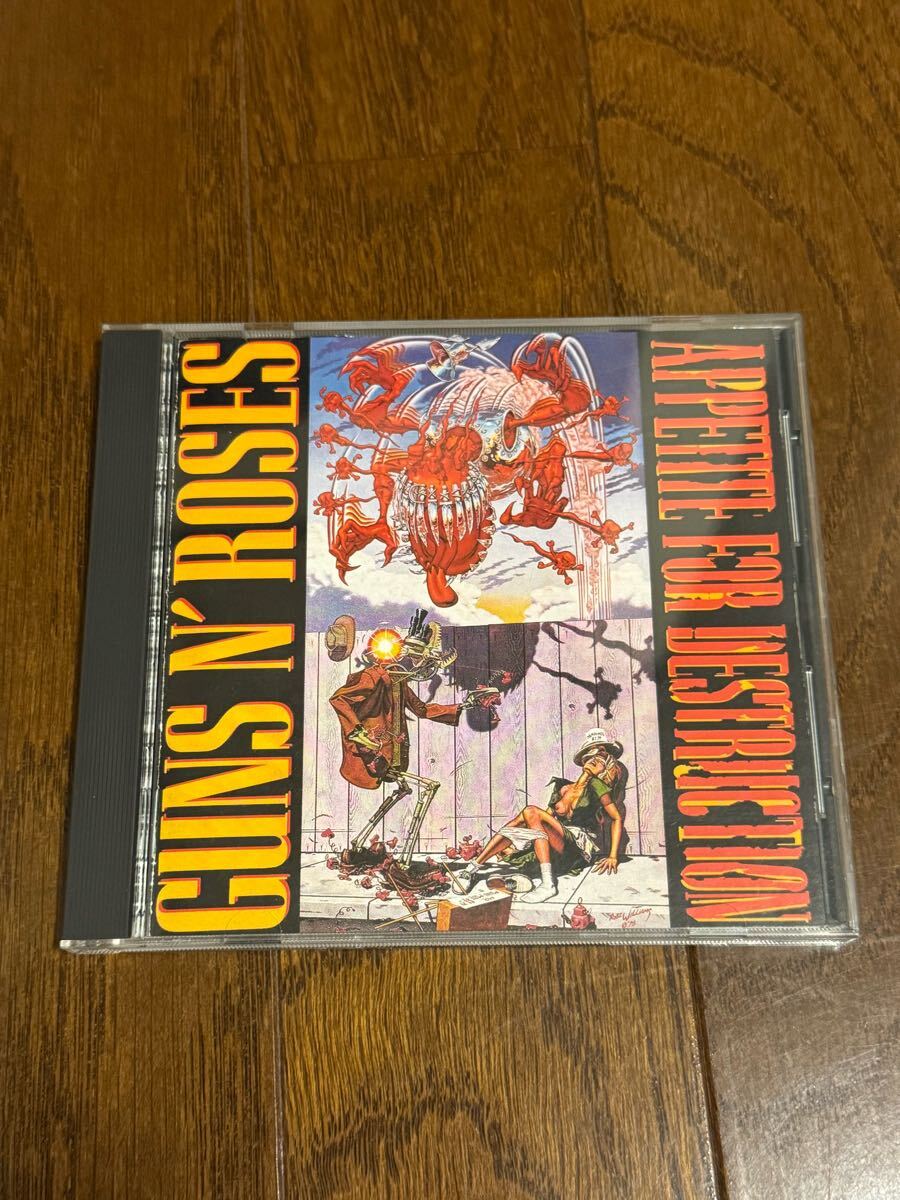 GUNS N' ROSES
APPETITE FOR DESTRUCTION